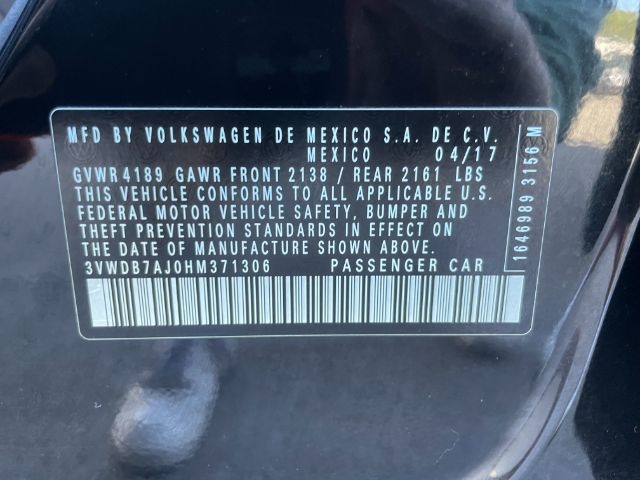 MFD BY VOLKSWAGEN DE MEXICO S.A. DE C.V.
MEXICO 04/17
GVWR 4189 GAWR FRONT 2138 / REAR 2161 LBS
THIS VEHICLE CONFORMS TO ALL APPLICABLE U.S.
FEDERAL MOTOR VEHICLE SAFETY, BUMPER AND
THEFT PREVENTION STANDARDS IN EFFECT ON
THE DATE OF MANUFACTURE SHOWN ABOVE.
3VWDB7AJ0HM371306 PASSENGER CAR
1646989 3156 M